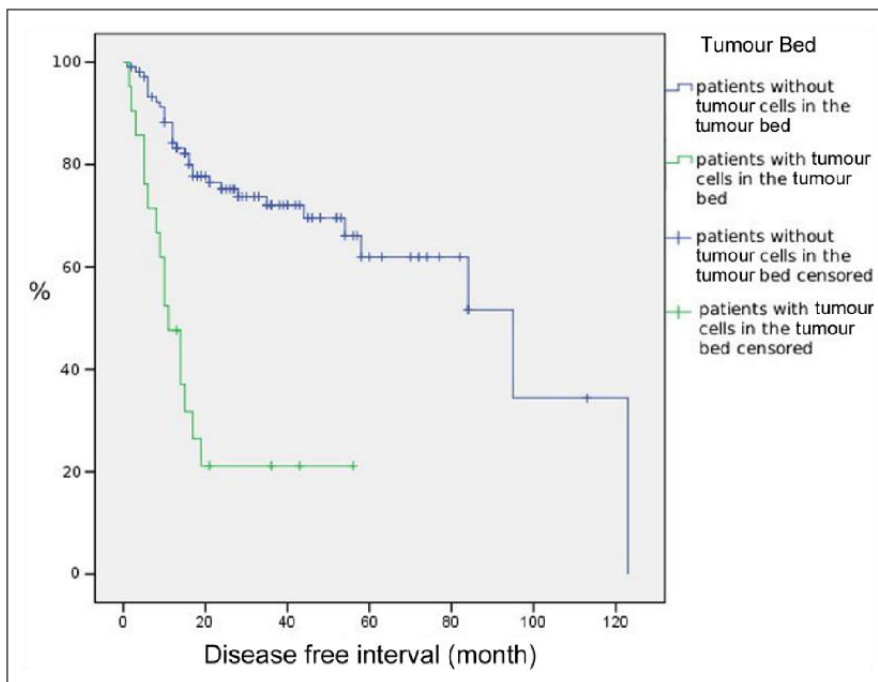 Tumour Bed
patients without
tumour cells in the
tumour bed
patients with tumour
cells in the tumour
bed
patients without
tumour cells in the
tumour bed censored
patients with tumour
cells in the tumour
bed censored
100
80
60
%
40
20
0
0 20 40 60 80 100 120
Disease free interval (month)